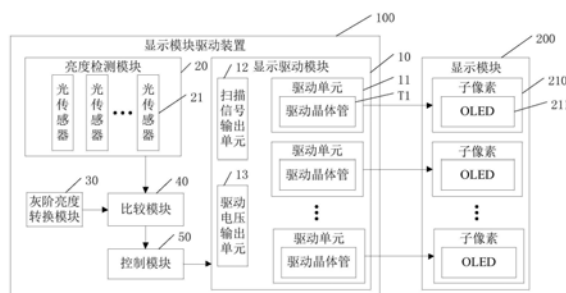 100
显示模块驱动装置
亮度检测模块
20
光传感器
光传感器
光传感器
21
30
灰阶亮度
转换模块
40
比较模块
50
控制模块
显示驱动模块
10
12
扫描信号输出单元
13
驱动电压输出单元
驱动单元
11
驱动晶体管
T1
驱动单元
驱动晶体管
驱动单元
驱动晶体管
200
显示模块
子像素
210
OLED
211
子像素
OLED
子像素
OLED